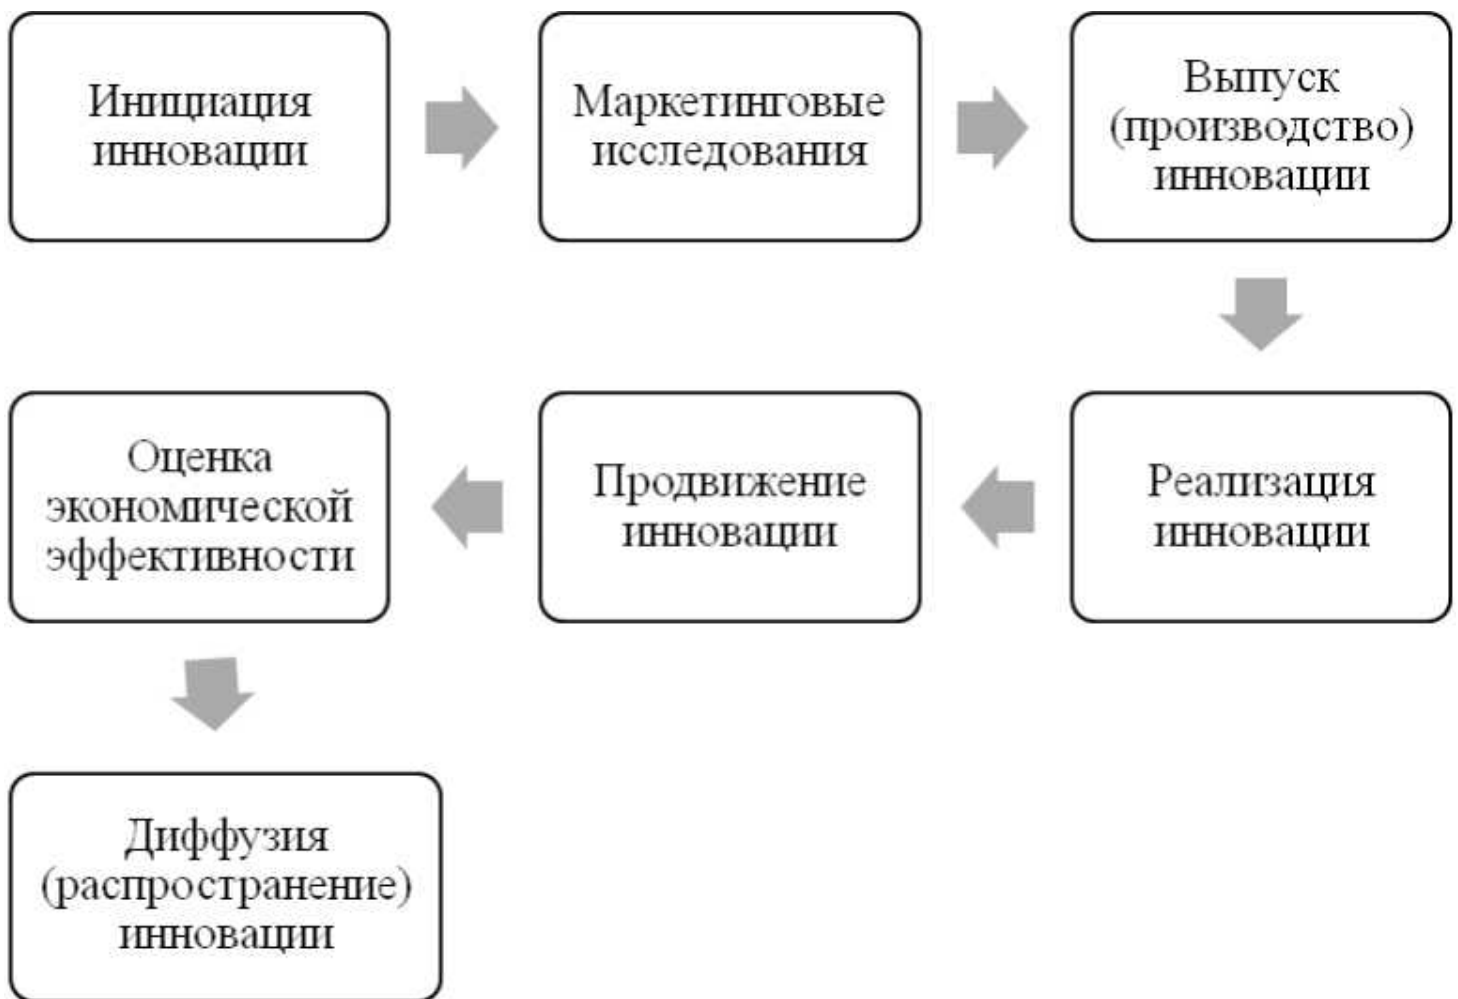 Инициация
инновации
Маркетинговые
исследования
Выпуск
(производство)
инновации
Реализация
инновации
Продвижение
инновации
Оценка
экономической
эффективности
Диффузия
(распространение)
инновации